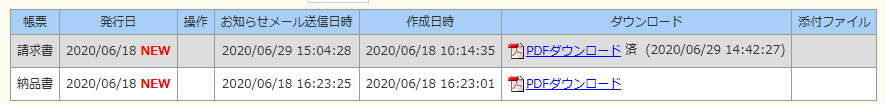 帳票 発行日 操作 お知らせメール送信日時 作成日時 ダウンロード 添付ファイル
請求書 2020/06/18 NEW 2020/06/29 15:04:28 2020/06/18 10:14:35 PDFダウンロード 済 (2020/06/29 14:42:27)
納品書 2020/06/18 NEW 2020/06/18 16:23:25 2020/06/18 16:23:01 PDFダウンロード